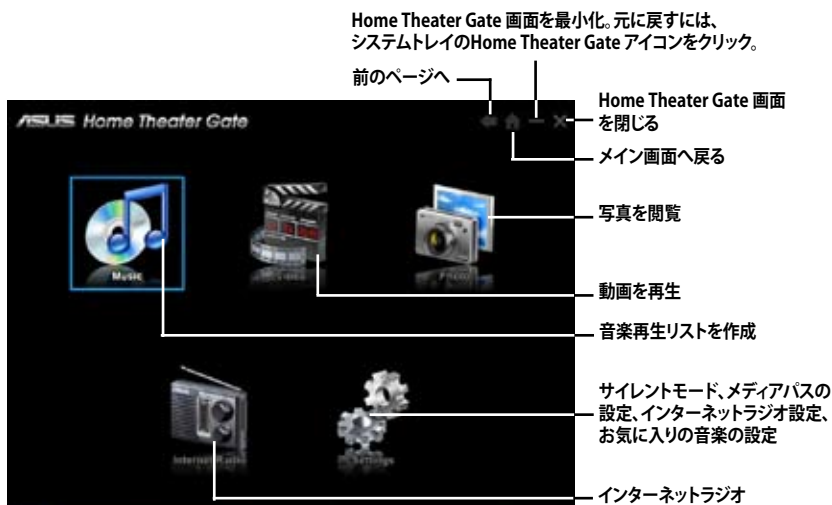 Home Theater Gate 画面を最小化。元に戻すには、
システムトレイのHome Theater Gate アイコンをクリック。
前のページへ
Home Theater Gate 画面
を閉じる
ASUS Home Theater Gate
メイン画面へ戻る
写真を閲覧
Music
Photo
動画を再生
音楽再生リストを作成
サイレントモード、メディアパスの
設定、インターネットラジオ設定、
お気に入りの音楽の設定
Internet Radio
Settings
インターネットラジオ